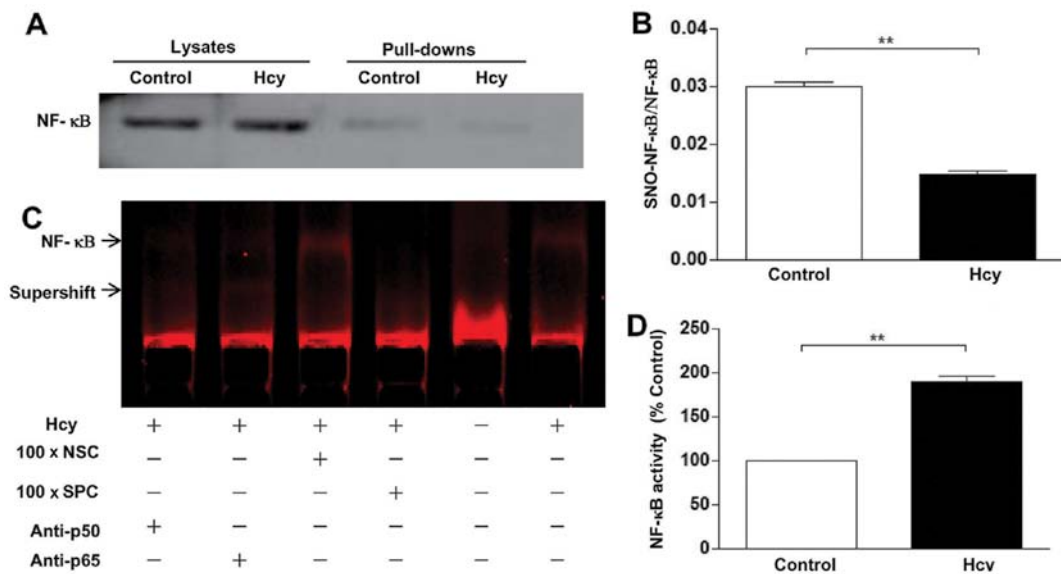 A
Lysates Pull-downs
Control Hcy Control Hcy
NF- κB
B
SNO-NF-κB/NF-κB
0.04
**
0.03
0.02
0.01
0.00
Control Hcy
C
NF- κB
Supershift
Hcy + + + + − +
100 x NSC − − + − − −
100 x SPC − − − + − −
Anti-p50 + − − − − −
Anti-p65 − + − − − −
D
NF-κB activity (% Control)
250
**
200
150
100
50
0
Control Hcy